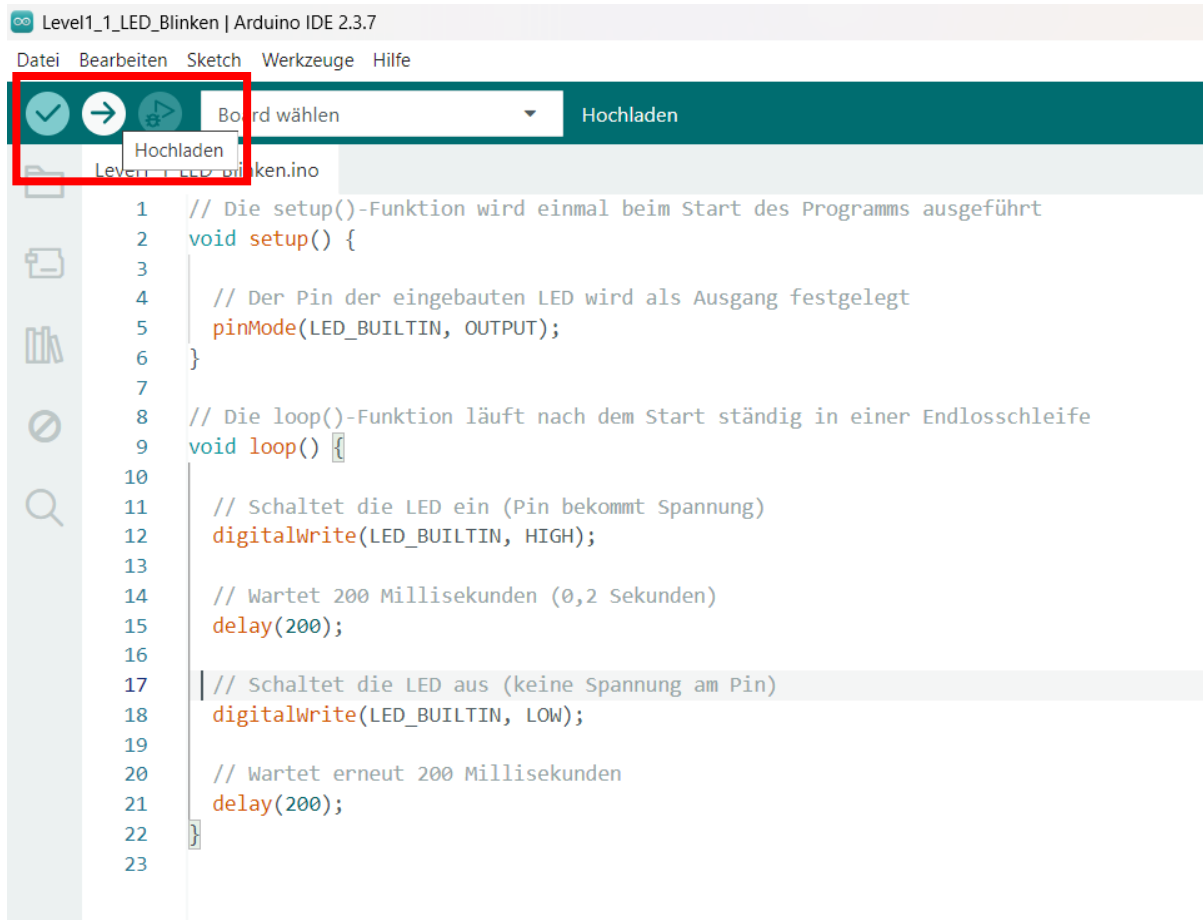 Level1_1_LED_Blinken | Arduino IDE 2.3.7
Datei Bearbeiten Sketch Werkzeuge Hilfe
Board wählen Hochladen
Hochladen
Level1_1_LED_Blinken.ino
1 // Die setup()-Funktion wird einmal beim Start des Programms ausgeführt
2 void setup() {
3
4 // Der Pin der eingebauten LED wird als Ausgang festgelegt
5 pinMode(LED_BUILTIN, OUTPUT);
6 }
7
8 // Die loop()-Funktion läuft nach dem Start ständig in einer Endlosschleife
9 void loop() {
10
11 // Schaltet die LED ein (Pin bekommt Spannung)
12 digitalWrite(LED_BUILTIN, HIGH);
13
14 // Wartet 200 Millisekunden (0,2 Sekunden)
15 delay(200);
16
17 // Schaltet die LED aus (keine Spannung am Pin)
18 digitalWrite(LED_BUILTIN, LOW);
19
20 // Wartet erneut 200 Millisekunden
21 delay(200);
22 }
23